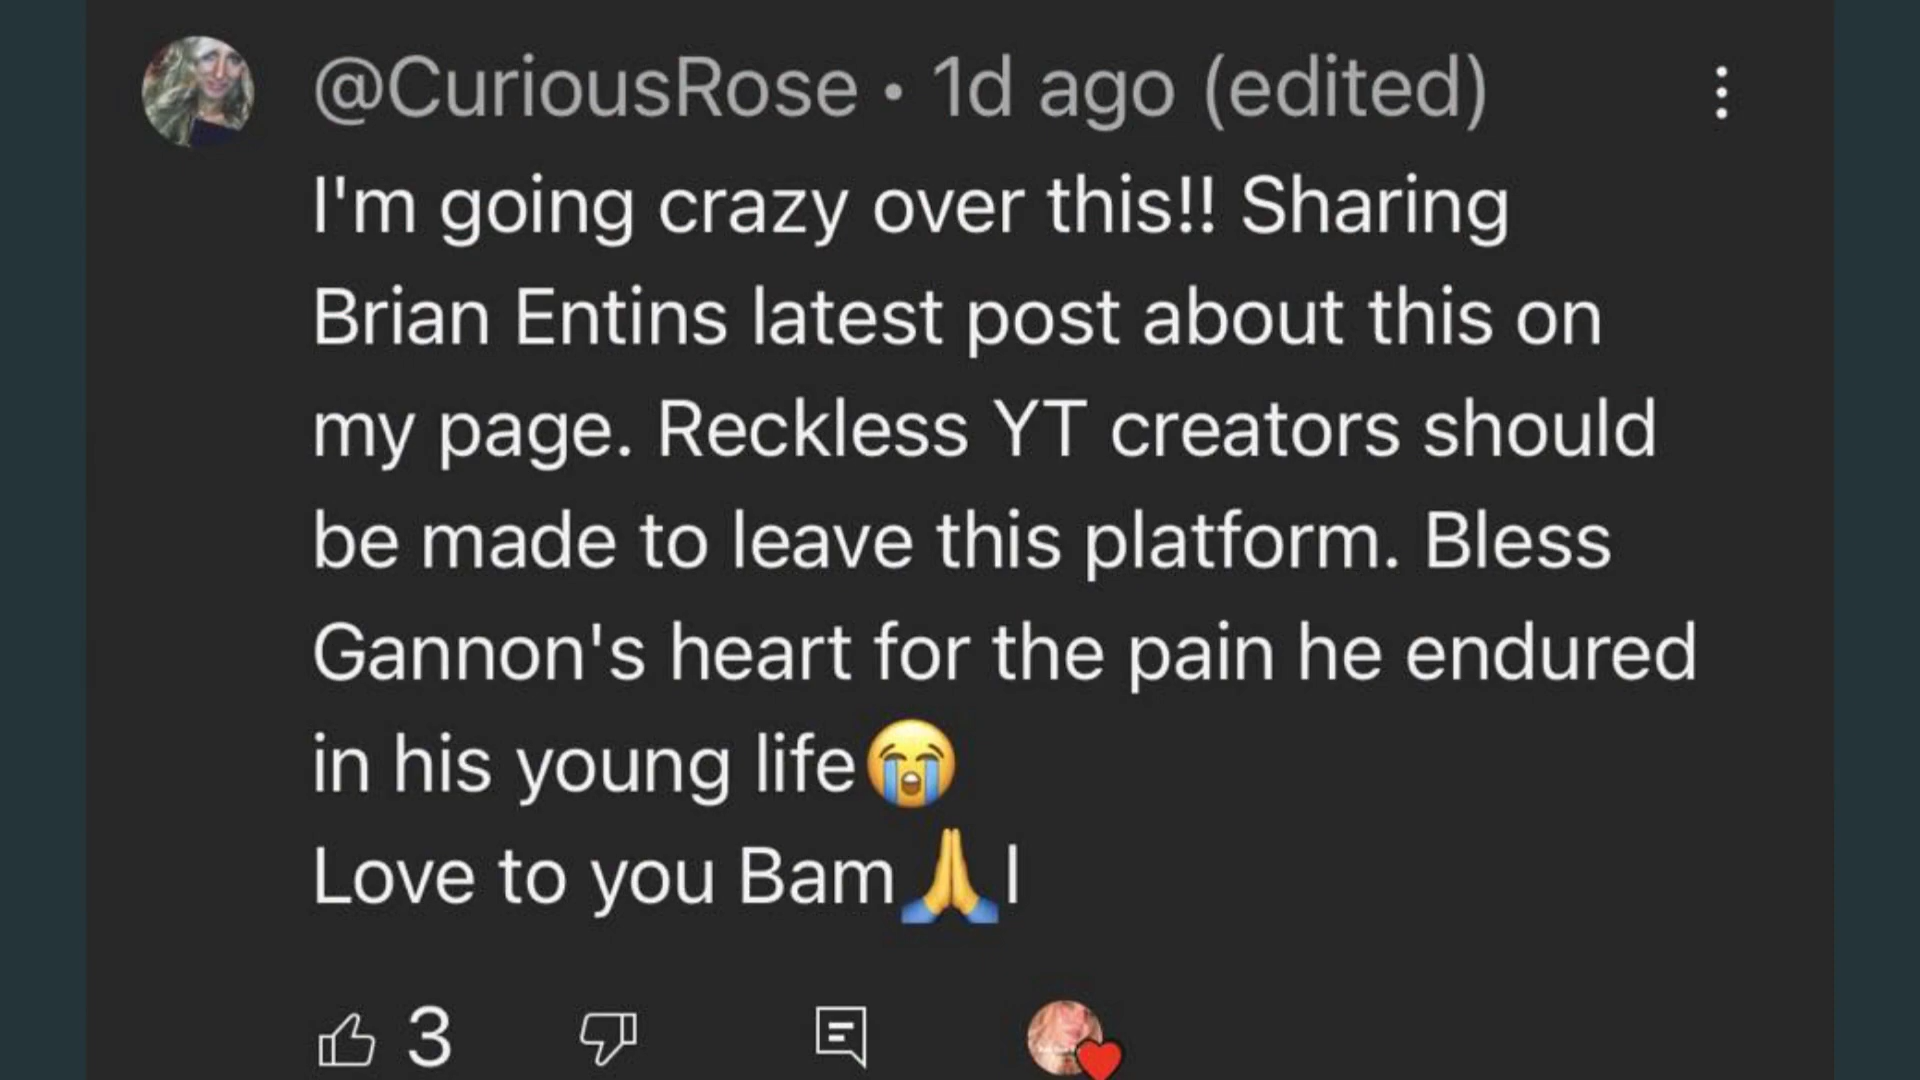 @CuriousRose • 1d ago (edited)
I'm going crazy over this!! Sharing
Brian Entins latest post about this on
my page. Reckless YT creators should
be made to leave this platform. Bless
Gannon's heart for the pain he endured
in his young life😭
Love to you Bam🙏l
3